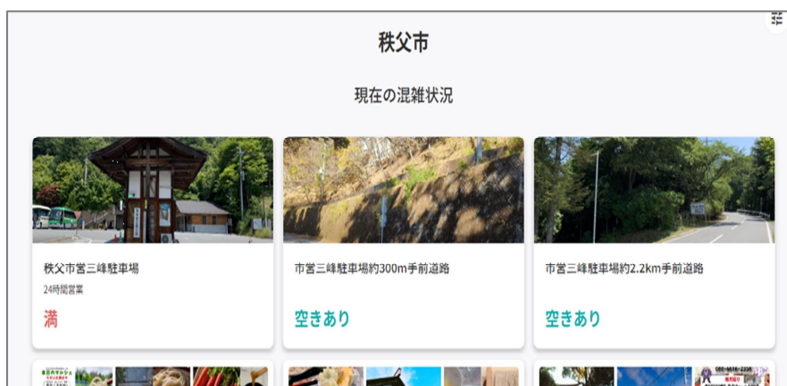 秩父市
現在の混雑状況
秩父市営三峰駐車場
24時間営業
満
市営三峰駐車場約300m手前道路
空きあり
市営三峰駐車場約2.2km手前道路
空きあり